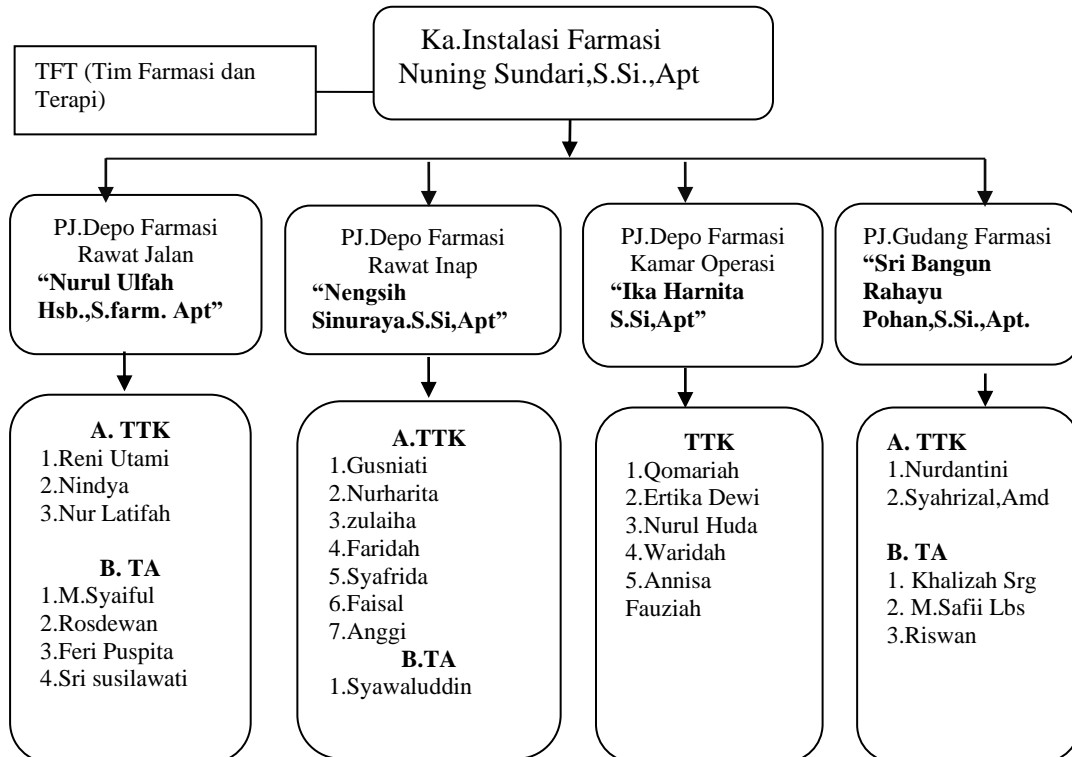 Ka.Instalasi Farmasi
Nuning Sundari,S.Si.,Apt
TFT (Tim Farmasi dan
Terapi)
PJ.Depo Farmasi
Rawat Jalan
“Nurul Ulfah
Hsb.,S.farm. Apt”
PJ.Depo Farmasi
Rawat Inap
“Nengsih
Sinuraya.S.Si,Apt”
PJ.Depo Farmasi
Kamar Operasi
“Ika Harnita
S.Si,Apt”
PJ.Gudang Farmasi
“Sri Bangun
Rahayu
Pohan,S.Si.,Apt.
A. TTK
1.Reni Utami
2.Nindya
3.Nur Latifah
B. TA
1.M.Syaiful
2.Rosdewan
3.Feri Puspita
4.Sri susilawati
A.TTK
1.Gusniati
2.Nurharita
3.zulaiha
4.Faridah
5.Syafrida
6.Faisal
7.Anggi
B.TA
1.Syawaluddin
TTK
1.Qomariah
2.Ertika Dewi
3.Nurul Huda
4.Waridah
5.Annisa
Fauziah
A. TTK
1.Nurdantini
2.Syahrizal,Amd
B. TA
1. Khalizah Srg
2. M.Safii Lbs
3.Riswan